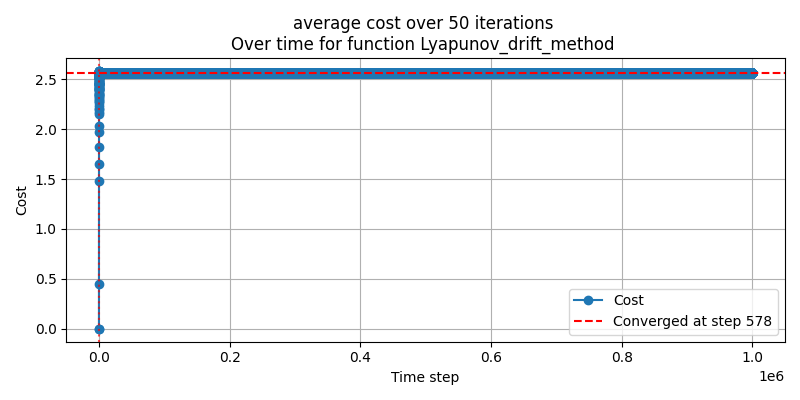 average cost over 50 iterations
Over time for function Lyapunov_drift_method
Cost
2.5
2.0
1.5
1.0
0.5
0.0
0.0
0.2
0.4
0.6
0.8
1.0
1e6
Time step
Cost
Converged at step 578